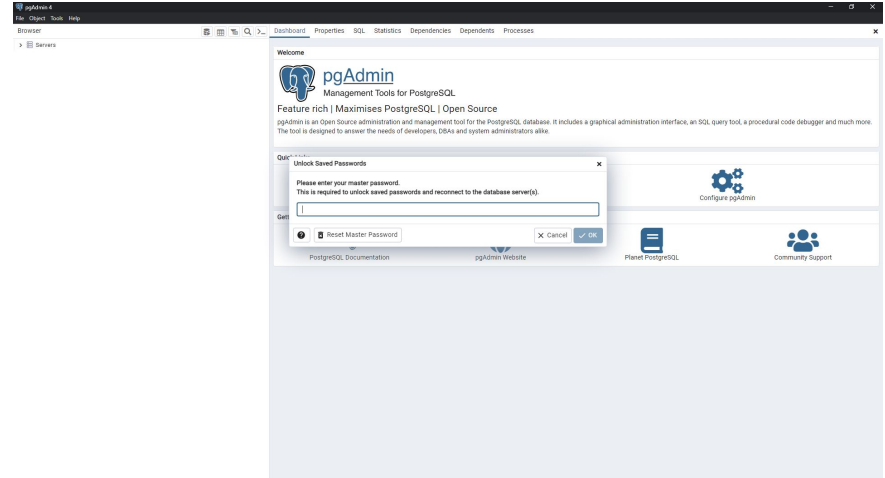 pgAdmin 4
File Object Tools Help
Browser
Dashboard Properties SQL Statistics Dependencies Dependents Processes
Servers
Welcome
pgAdmin
Management Tools for PostgreSQL
Feature rich | Maximises PostgreSQL | Open Source
pgAdmin is an Open Source administration and management tool for the PostgreSQL database. It includes a graphical administration interface, an SQL query tool, a procedural code debugger and much more.
The tool is designed to answer the needs of developers, DBAs and system administrators alike.
Unlock Saved Passwords
Please enter your master password.
This is required to unlock saved passwords and reconnect to the database server(s).
Reset Master Password
Cancel
OK
Configure pgAdmin
PostgreSQL Documentation
pgAdmin Website
Planet PostgreSQL
Community Support